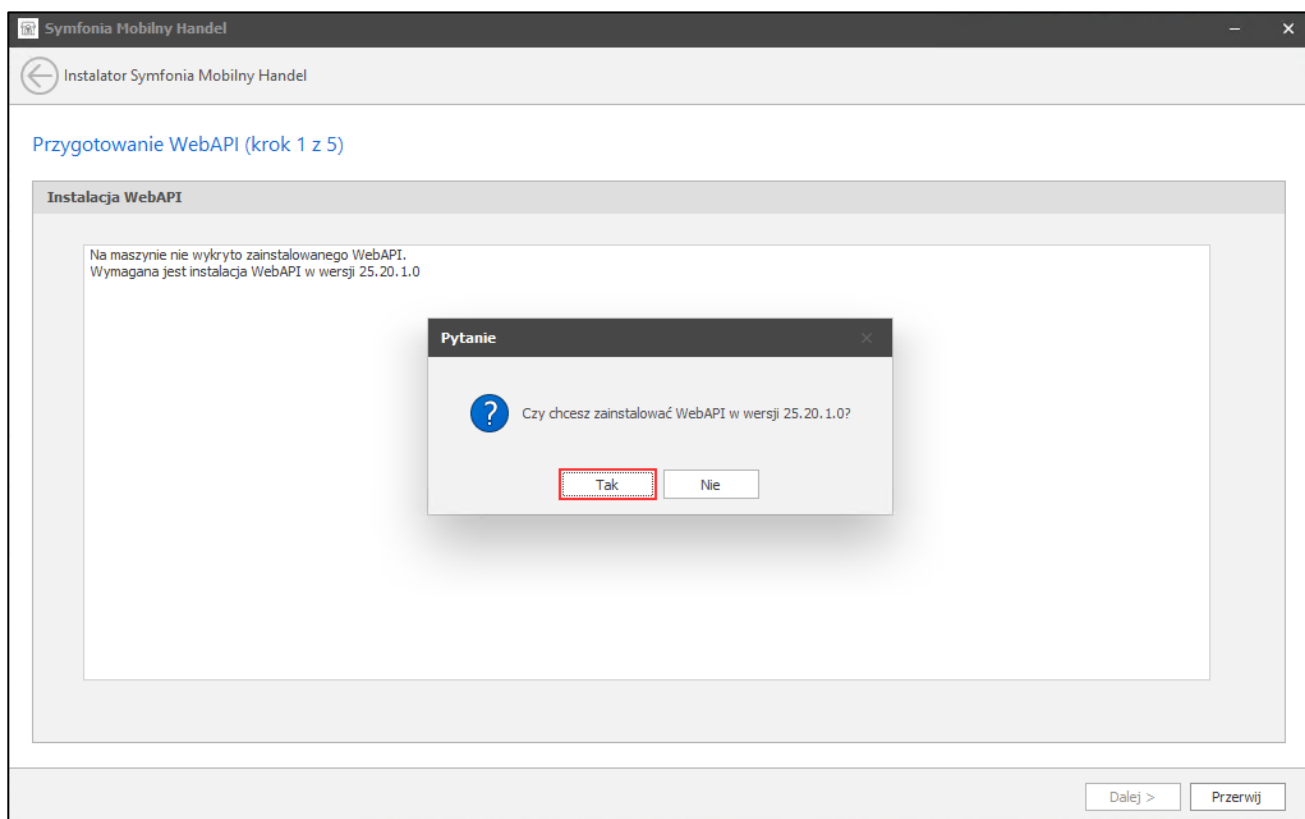 Symfonia Mobilny Handel
Instalator Symfonia Mobilny Handel
Przygotowanie WebAPI (krok 1 z 5)
Instalacja WebAPI
Na maszynie nie wykryto zainstalowanego WebAPI.
Wymagana jest instalacja WebAPI w wersji 25.20.1.0
Pytanie
Czy chcesz zainstalować WebAPI w wersji 25.20.1.0?
Tak Nie
Dalej > Przerwij